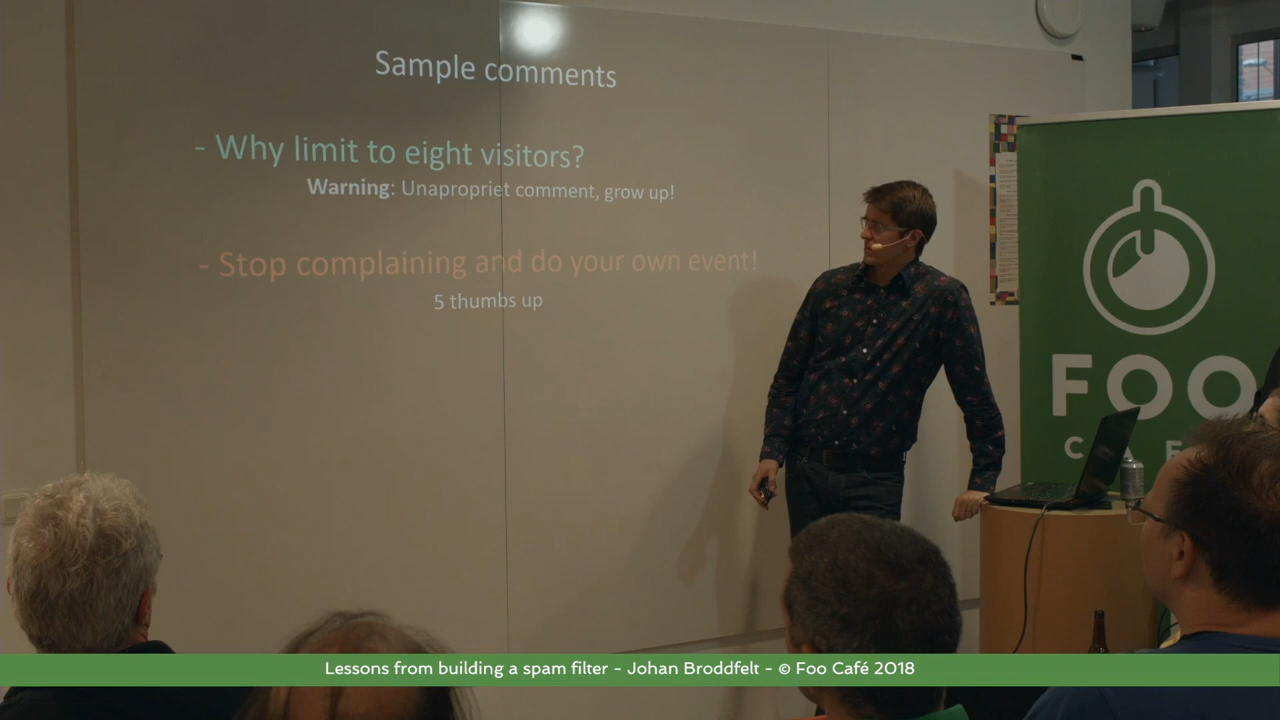 Sample comments
- Why limit to eight visitors?
Warning: Unapropriet comment, grow up!
- Stop complaining and do your own event!
5 thumbs up
FOO
Lessons from building a spam filter - Johan Broddfelt - © Foo Café 2018